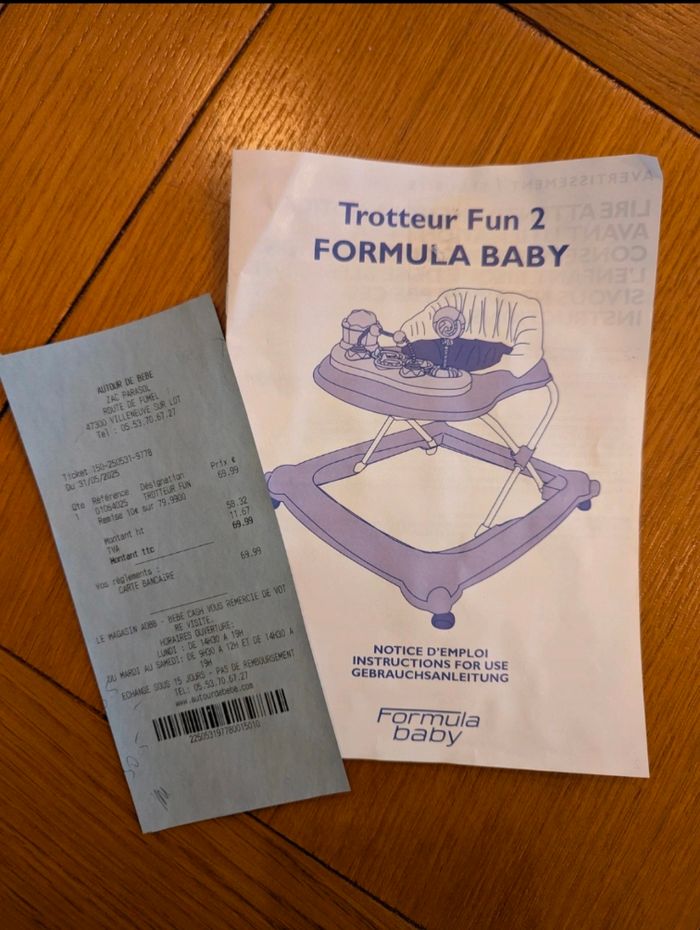 AUTOUR DE BEBE
ZAC PARASOL
ROUTE DE FUMEL
47300 VILLENEUVE SUR LOT
Tel : 05.53.70.67.27
Ticket 150-250531-9778
Du 31/05/2025
Qte Référence Désignation Prix €
1 01064025 TROTTEUR FUN 69.99
Remise 10€ sur 79.9900
Montant ht 58.32
TVA 11.67
Montant ttc 69.99
Vos règlements :
CARTE BANCAIRE 69.99
LE MAGASIN ADBB - BEBE CASH VOUS REMERCIE DE VOT
RE VISITE.
HORAIRES OUVERTURE:
LUNDI : DE 14H30 A 19H
DU MARDI AU SAMEDI: DE 9H30 A 12H ET DE 14H30 A
19H
ECHANGE SOUS 15 JOURS - PAS DE REMBOURSEMENT
TEL: 05.53.70.67.27
www.autourdebebe.com
225053197780015010
Trotteur Fun 2
FORMULA BABY
NOTICE D'EMPLOI
INSTRUCTIONS FOR USE
GEBRAUCHSANLEITUNG
Formula
baby